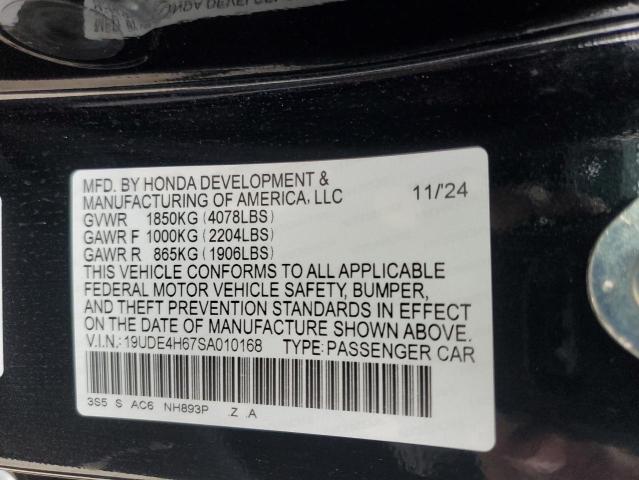 MFD. BY HONDA DEVELOPMENT &
MANUFACTURING OF AMERICA, LLC 11/'24
GVWR 1850KG (4078LBS)
GAWR F 1000KG (2204LBS)
GAWR R 865KG (1906LBS)
THIS VEHICLE CONFORMS TO ALL APPLICABLE
FEDERAL MOTOR VEHICLE SAFETY, BUMPER,
AND THEFT PREVENTION STANDARDS IN EFFECT
ON THE DATE OF MANUFACTURE SHOWN ABOVE.
V.I.N.: 19UDE4H67SA010168 TYPE: PASSENGER CAR
3S5 S AC6 NH893P .Z .A